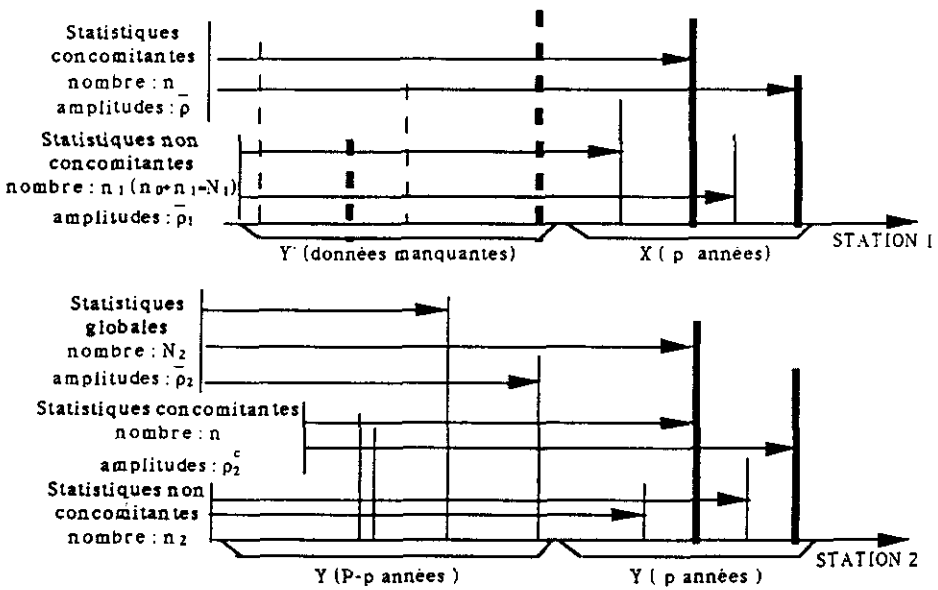 Statistiques
concomitantes
nombre : n
amplitudes : ρ̄
Statistiques non
concomitantes
nombre : n₁ (n₀+n₁=N₁)
amplitudes : ρ̄₁
Y' (données manquantes)
X ( p années)
STATION 1
Statistiques
globales
nombre : N₂
amplitudes : ρ̄₂
Statistiques concomitantes
nombre : n
amplitudes : ρ₂ᶜ
Statistiques non
concomitantes
nombre : n₂
Y (P-p années )
Y ( p années )
STATION 2